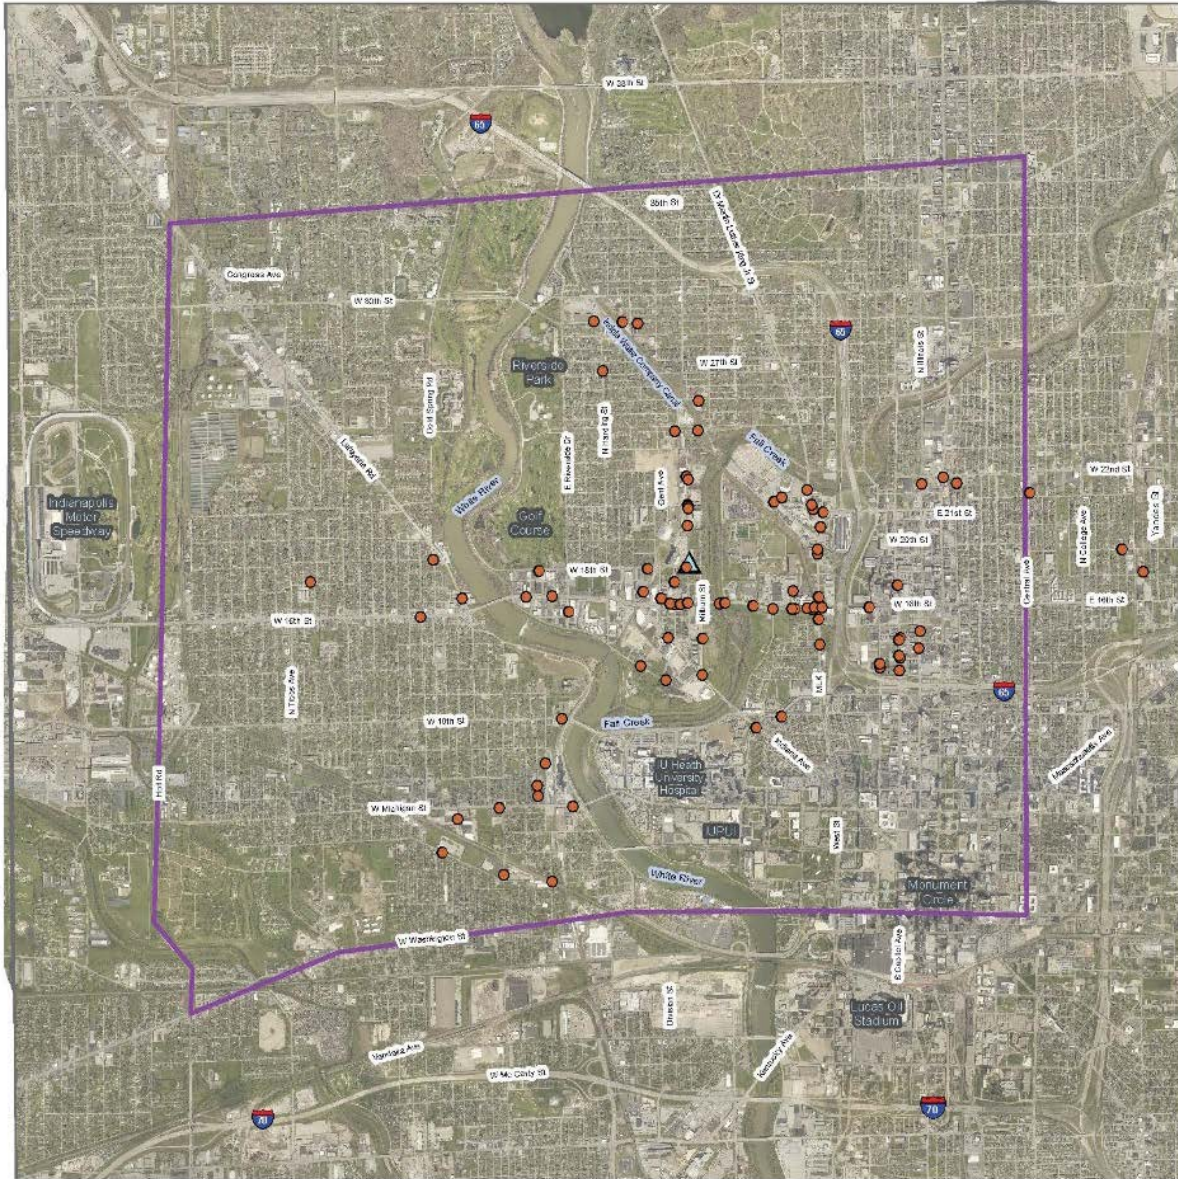 W 38th St
65
35th St
Dr Martin Luther King Jr St
Congress Ave
W 30th St
65
N Illinois St
Indpls Water Company Canal
W 27th St
Riverside
Park
Cold Spring Rd
N Harding St
Lafayette Rd
E Riverside Dr
Fall Creek
W 22nd St
Gent Ave
White River
Indianapolis
Motor
Speedway
Golf
Course
E 21st St
N College Ave
Yandes St
W 20th St
W 18th St
Central Ave
Milburn St
W 16th St
E 16th St
W 16th St
N Tibbs Ave
MLK
65
W 10th St
Fall Creek
Indiana Ave
Massachusetts Ave
Holt Rd
IU Heath
University
Hospital
W Michigan St
IUPUI
West St
White River
Monument
Circle
W Washington St
S Capitol Ave
Division St
Lucas Oil
Stadium
Vandalia Ave
Kentucky Ave
W Mc Carty St
70
70